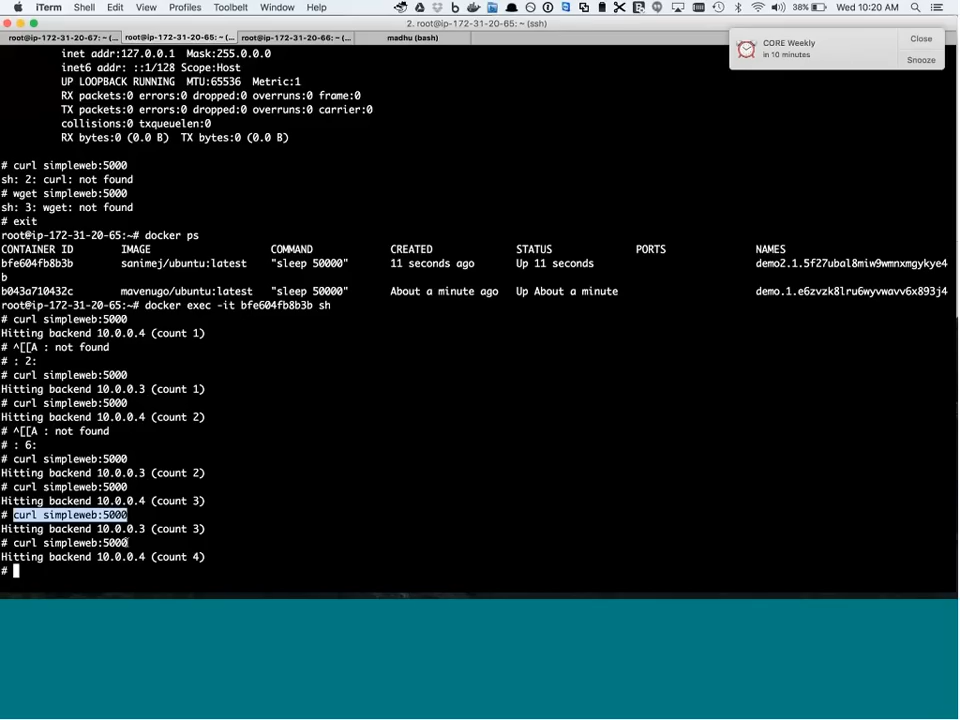 iTerm Shell Edit View Profiles Toolbelt Window Help 38% Wed 10:20 AM
2. root@ip-172-31-20-65: ~ (ssh)
root@ip-172-31-20-67: ~ (... root@ip-172-31-20-65: ~ (... root@ip-172-31-20-66: ~ (... madhu (bash)
CORE Weekly
in 10 minutes
Close
Snooze
inet addr:127.0.0.1 Mask:255.0.0.0
inet6 addr: ::1/128 Scope:Host
UP LOOPBACK RUNNING MTU:65536 Metric:1
RX packets:0 errors:0 dropped:0 overruns:0 frame:0
TX packets:0 errors:0 dropped:0 overruns:0 carrier:0
collisions:0 txqueuelen:0
RX bytes:0 (0.0 B) TX bytes:0 (0.0 B)
# curl simpleweb:5000
sh: 2: curl: not found
# wget simpleweb:5000
sh: 3: wget: not found
# exit
root@ip-172-31-20-65:~# docker ps
CONTAINER ID IMAGE COMMAND CREATED STATUS PORTS NAMES
bfe604fb8b3b sanimej/ubuntu:latest "sleep 50000" 11 seconds ago Up 11 seconds demo2.1.5f27ubal8miw9wmnxmgykye4
b
b043a710432c mavenugo/ubuntu:latest "sleep 50000" About a minute ago Up About a minute demo.1.e6zvzk8lru6wyvwavv6x893j4
root@ip-172-31-20-65:~# docker exec -it bfe604fb8b3b sh
# curl simpleweb:5000
Hitting backend 10.0.0.4 (count 1)
# ^[[A : not found
# : 2:
# curl simpleweb:5000
Hitting backend 10.0.0.3 (count 1)
# curl simpleweb:5000
Hitting backend 10.0.0.4 (count 2)
# ^[[A : not found
# : 6:
# curl simpleweb:5000
Hitting backend 10.0.0.3 (count 2)
# curl simpleweb:5000
Hitting backend 10.0.0.4 (count 3)
# curl simpleweb:5000
Hitting backend 10.0.0.3 (count 3)
# curl simpleweb:5000
Hitting backend 10.0.0.4 (count 4)
#